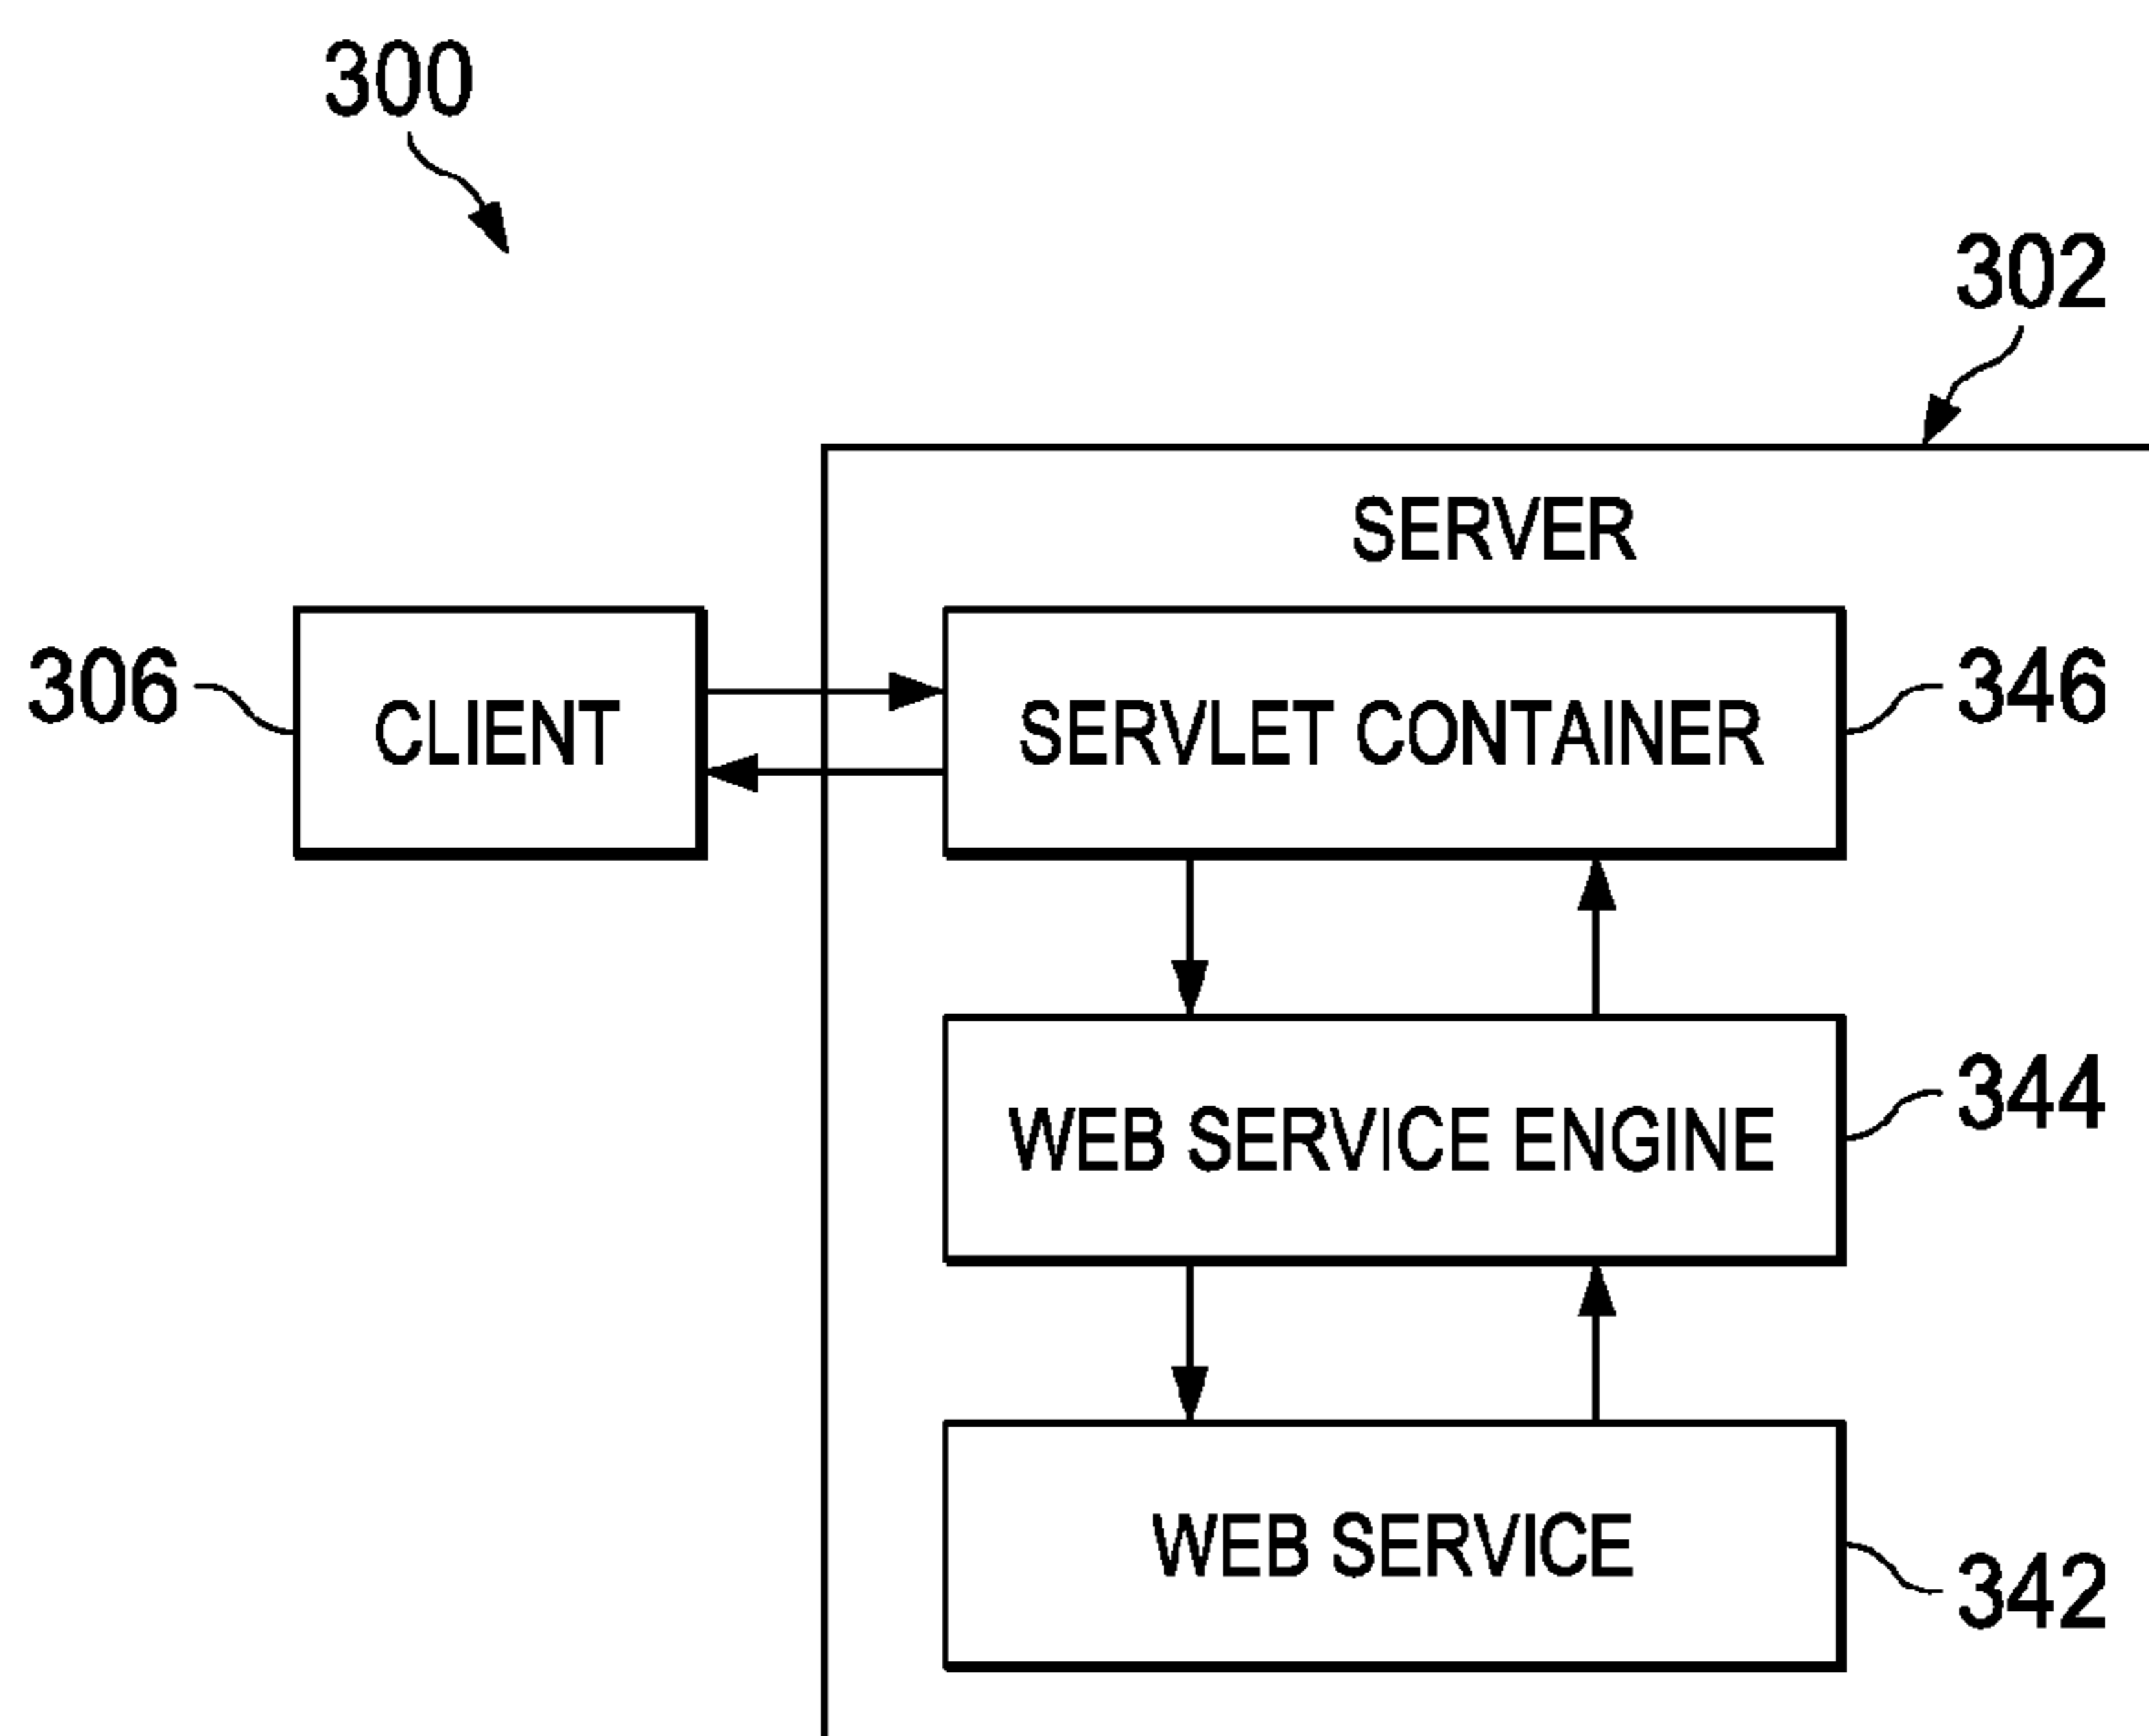 300
302
SERVER
306
CLIENT
SERVLET CONTAINER
346
WEB SERVICE ENGINE
344
WEB SERVICE
342